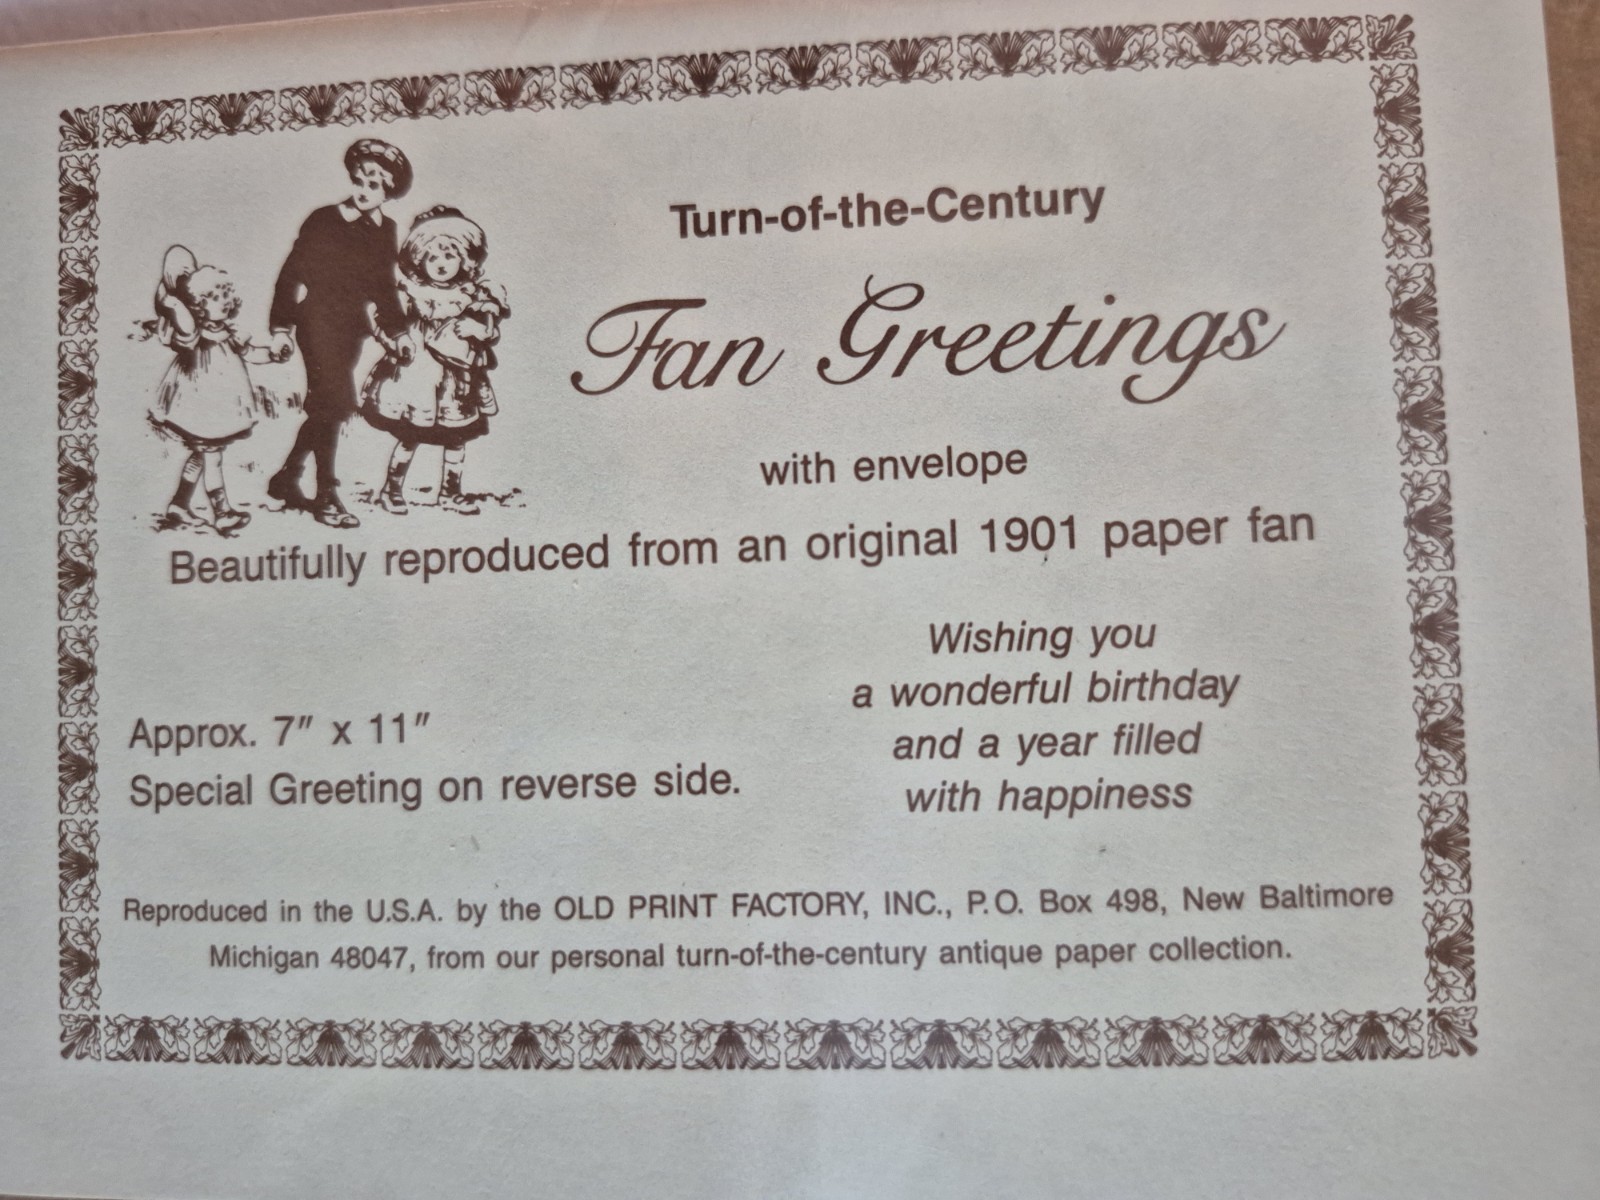 Turn-of-the-Century
Fan Greetings
with envelope
Beautifully reproduced from an original 1901 paper fan
Wishing you
a wonderful birthday
and a year filled
with happiness
Approx. 7″ x 11″
Special Greeting on reverse side.
Reproduced in the U.S.A. by the OLD PRINT FACTORY, INC., P.O. Box 498, New Baltimore
Michigan 48047, from our personal turn-of-the-century antique paper collection.